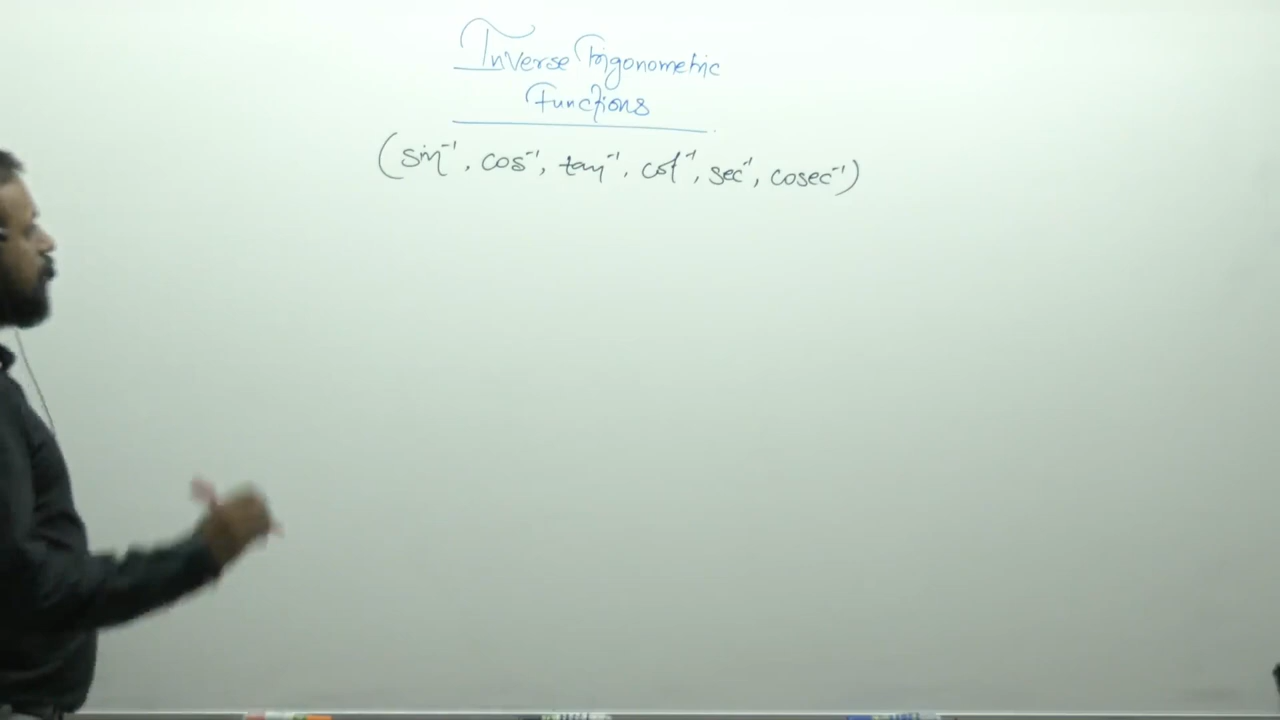 Inverse Trigonometric
Functions
(sin⁻¹, cos⁻¹, tan⁻¹, cot⁻¹, sec⁻¹, cosec⁻¹)